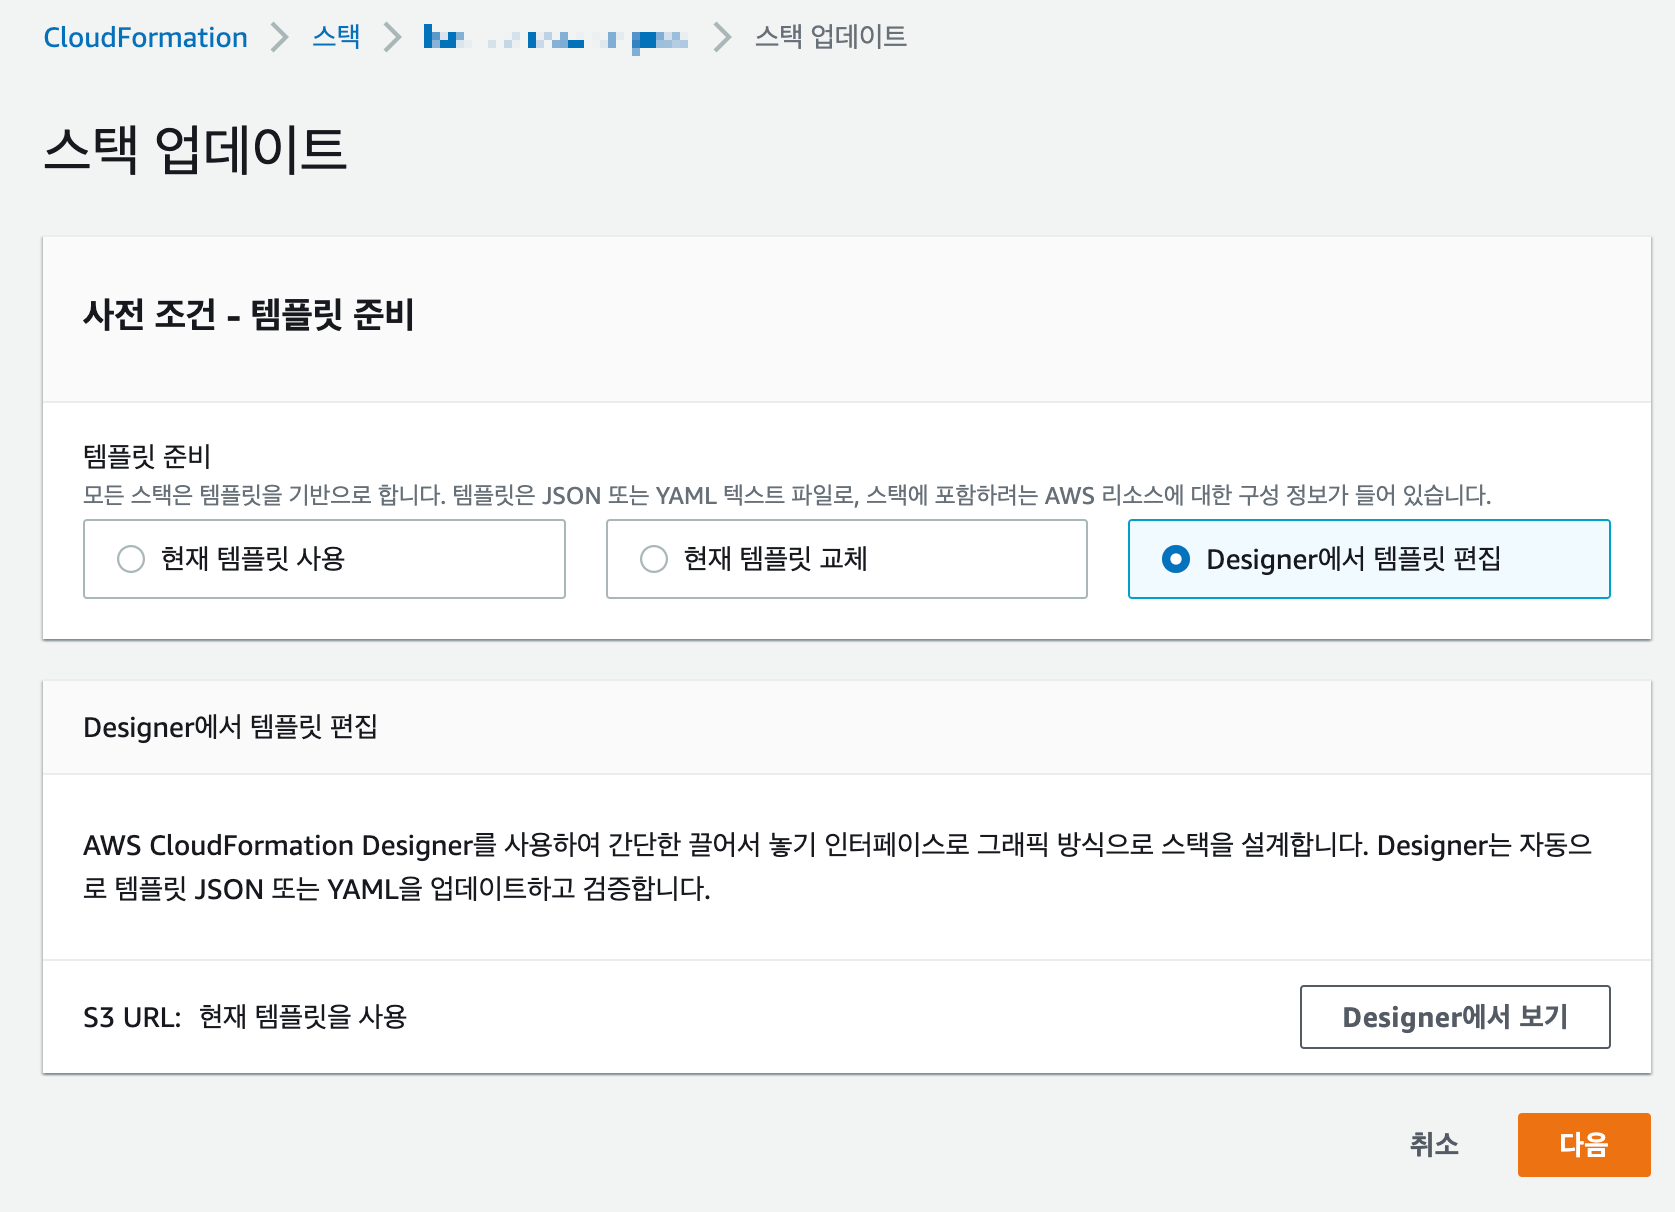 CloudFormation > 스택 > > 스택 업데이트
스택 업데이트
사전 조건 - 템플릿 준비
템플릿 준비
모든 스택은 템플릿을 기반으로 합니다. 템플릿은 JSON 또는 YAML 텍스트 파일로, 스택에 포함하려는 AWS 리소스에 대한 구성 정보가 들어 있습니다.
현재 템플릿 사용
현재 템플릿 교체
Designer에서 템플릿 편집
Designer에서 템플릿 편집
AWS CloudFormation Designer를 사용하여 간단한 끌어서 놓기 인터페이스로 그래픽 방식으로 스택을 설계합니다. Designer는 자동으
로 템플릿 JSON 또는 YAML을 업데이트하고 검증합니다.
S3 URL: 현재 템플릿을 사용
Designer에서 보기
취소
다음